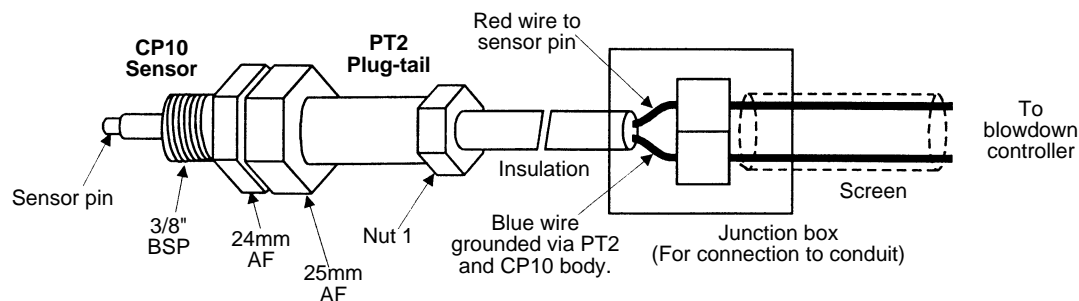 CP10
Sensor
PT2
Plug-tail
Red wire to
sensor pin
To
blowdown
controller
Sensor pin
3/8"
BSP
24mm
AF
25mm
AF
Nut 1
Insulation
Blue wire
grounded via PT2
and CP10 body.
Screen
Junction box
(For connection to conduit)